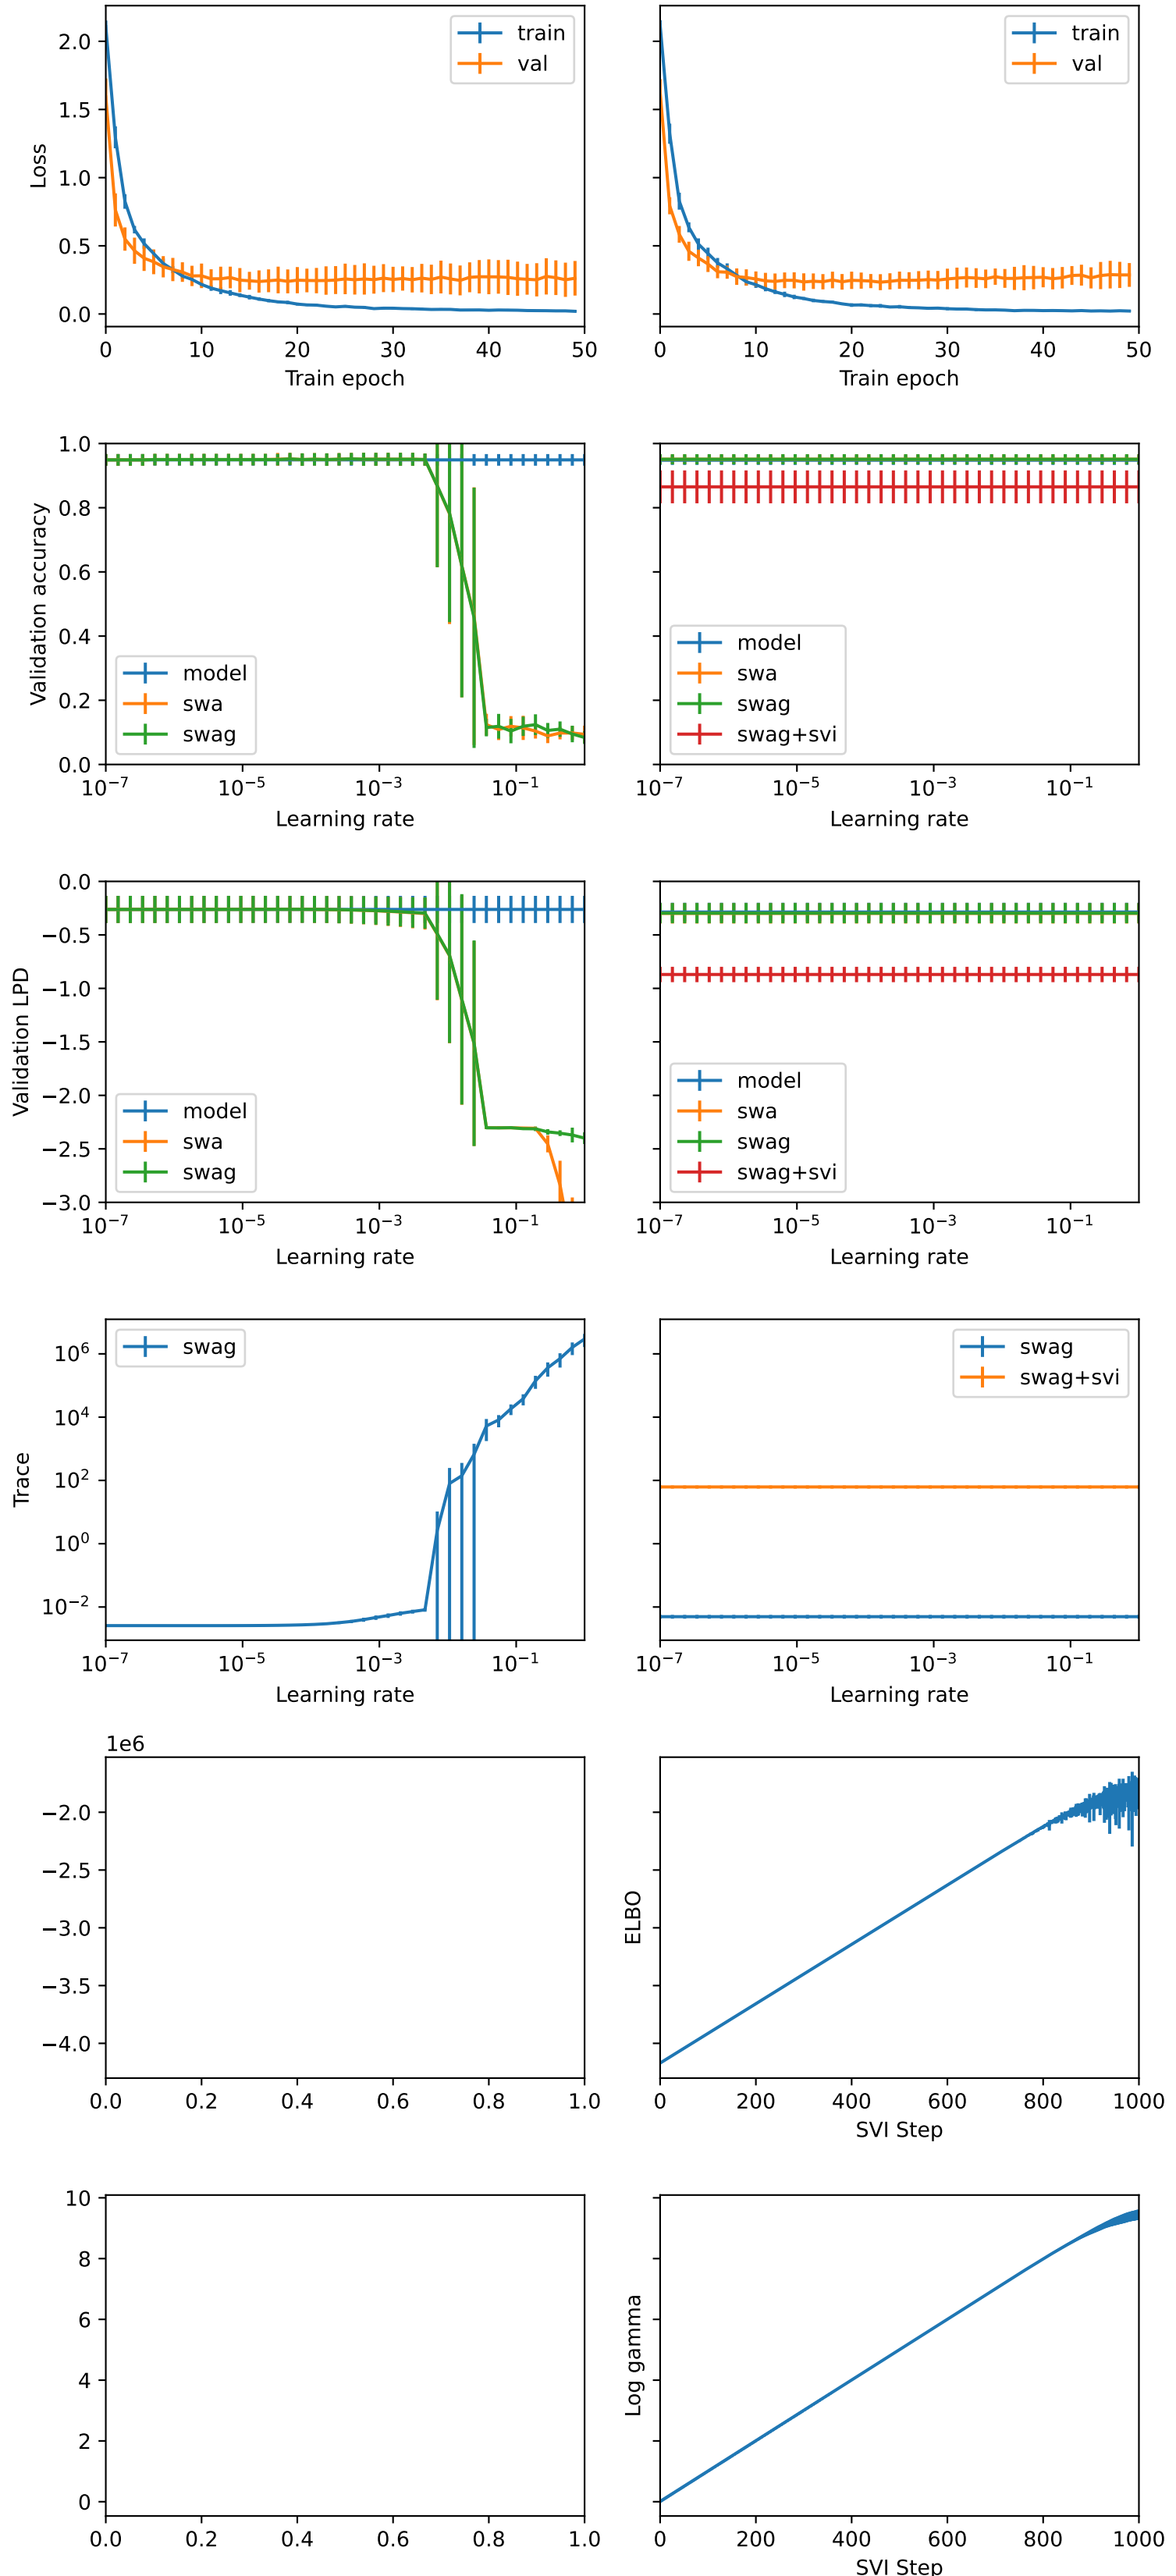 2.0
1.5
1.0
0.5
0.0
Loss
train
val
0 10 20 30 40 50
Train epoch
train
val
0 10 20 30 40 50
Train epoch
1.0
0.8
0.6
0.4
0.2
0.0
Validation accuracy
model
swa
swag
10⁻⁷ 10⁻⁵ 10⁻³ 10⁻¹
Learning rate
model
swa
swag
swag+svi
10⁻⁷ 10⁻⁵ 10⁻³ 10⁻¹
Learning rate
0.0
−0.5
−1.0
−1.5
−2.0
−2.5
−3.0
Validation LPD
model
swa
swag
10⁻⁷ 10⁻⁵ 10⁻³ 10⁻¹
Learning rate
model
swa
swag
swag+svi
10⁻⁷ 10⁻⁵ 10⁻³ 10⁻¹
Learning rate
10⁶
10⁴
10²
10⁰
10⁻²
Trace
swag
10⁻⁷ 10⁻⁵ 10⁻³ 10⁻¹
Learning rate
swag
swag+svi
10⁻⁷ 10⁻⁵ 10⁻³ 10⁻¹
Learning rate
1e6
−2.0
−2.5
−3.0
−3.5
−4.0
0.0 0.2 0.4 0.6 0.8 1.0
ELBO
0 200 400 600 800 1000
SVI Step
10
8
6
4
2
0
0.0 0.2 0.4 0.6 0.8 1.0
Log gamma
0 200 400 600 800 1000
SVI Step